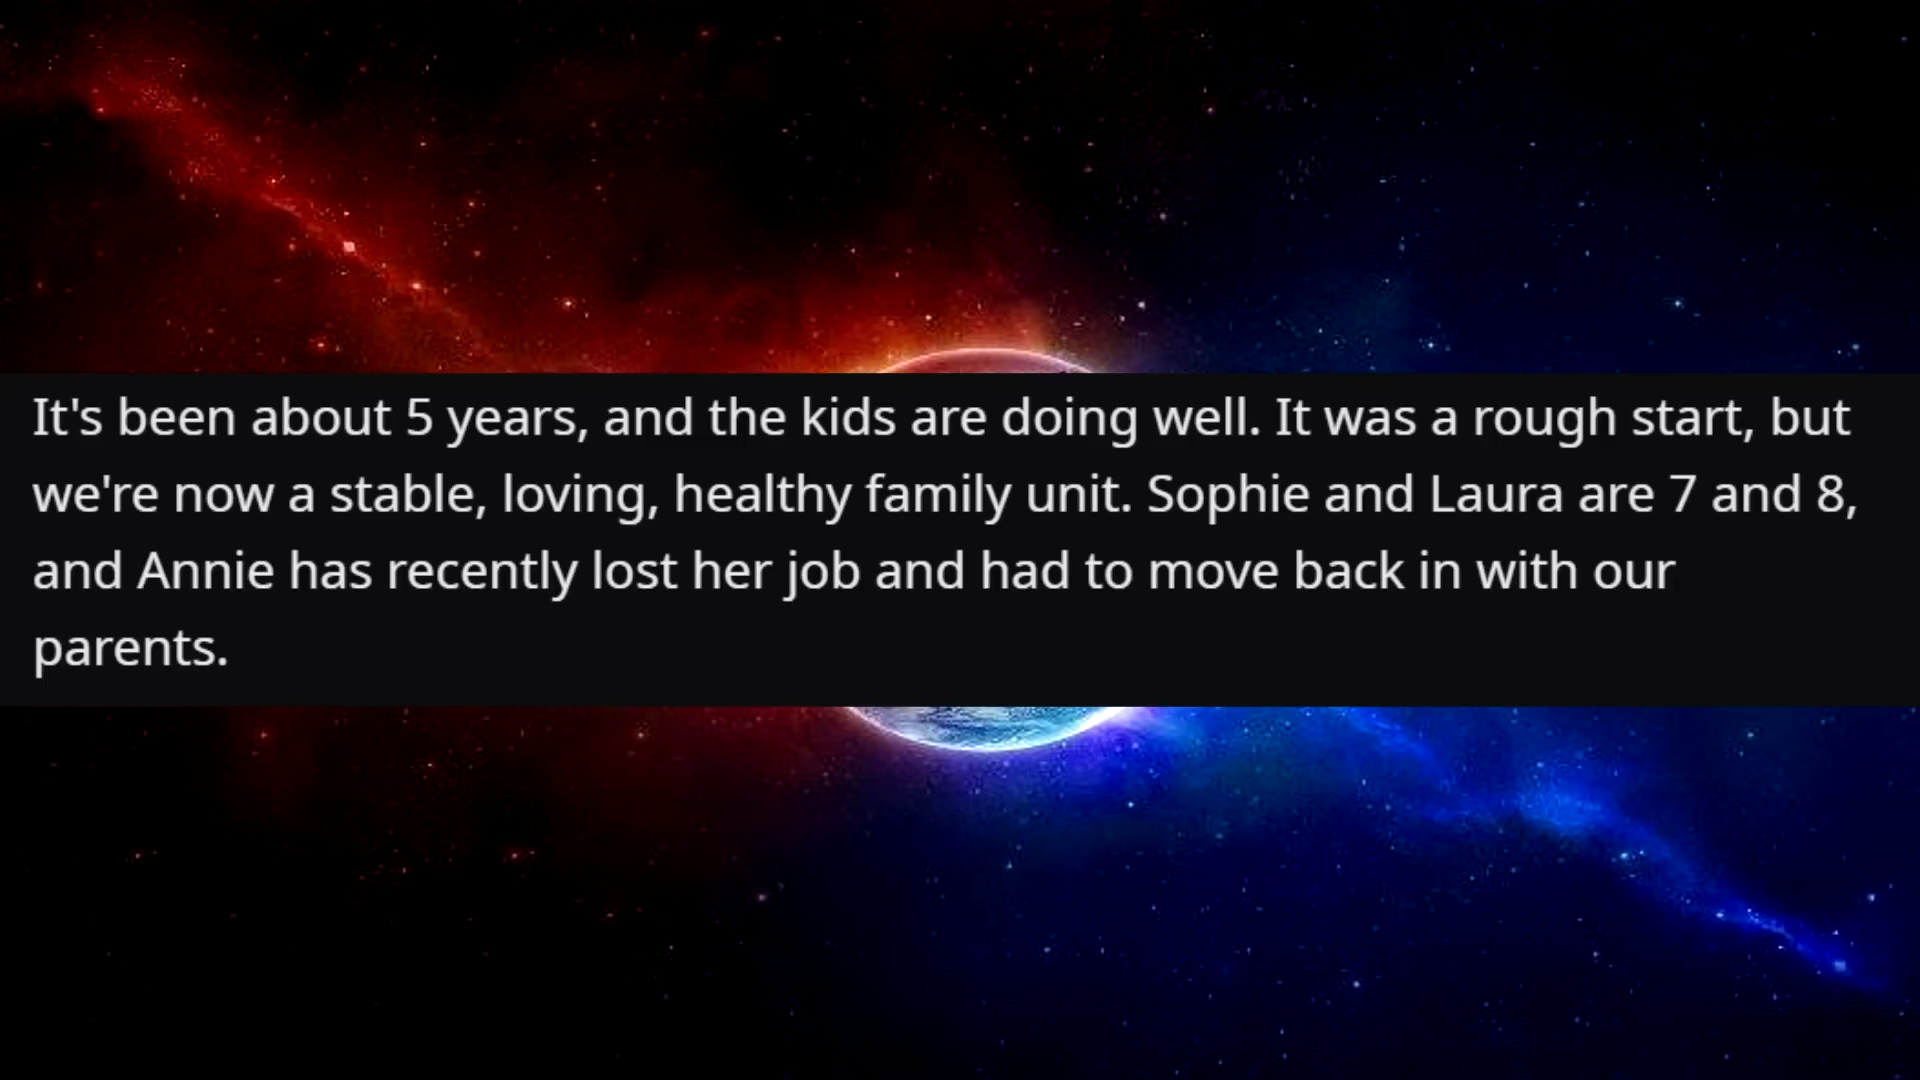 It's been about 5 years, and the kids are doing well. It was a rough start, but
we're now a stable, loving, healthy family unit. Sophie and Laura are 7 and 8,
and Annie has recently lost her job and had to move back in with our
parents.